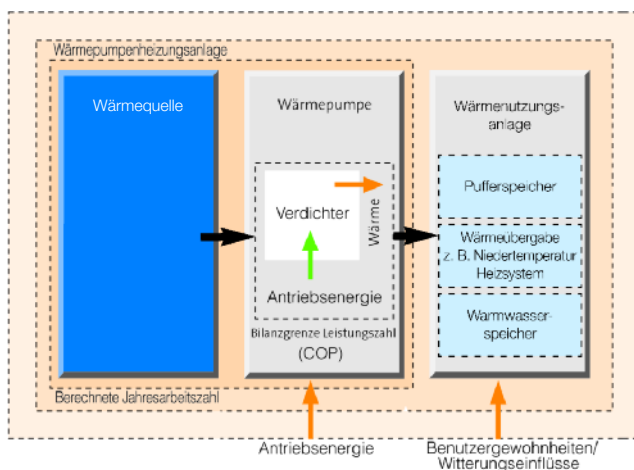 Wärmepumpenheizungsanlage
Wärmequelle
Wärmepumpe
Verdichter
Wärme
Antriebsenergie
Bilanzgrenze Leistungszahl
(COP)
Wärmenutzungs-
anlage
Pufferspeicher
Wärmeübergabe
z. B. Niedertemperatur
Heizsystem
Warmwasser-
speicher
Berechnete Jahresarbeitszahl
Antriebsenergie
Benutzergewohnheiten/
Witterungseinflüsse